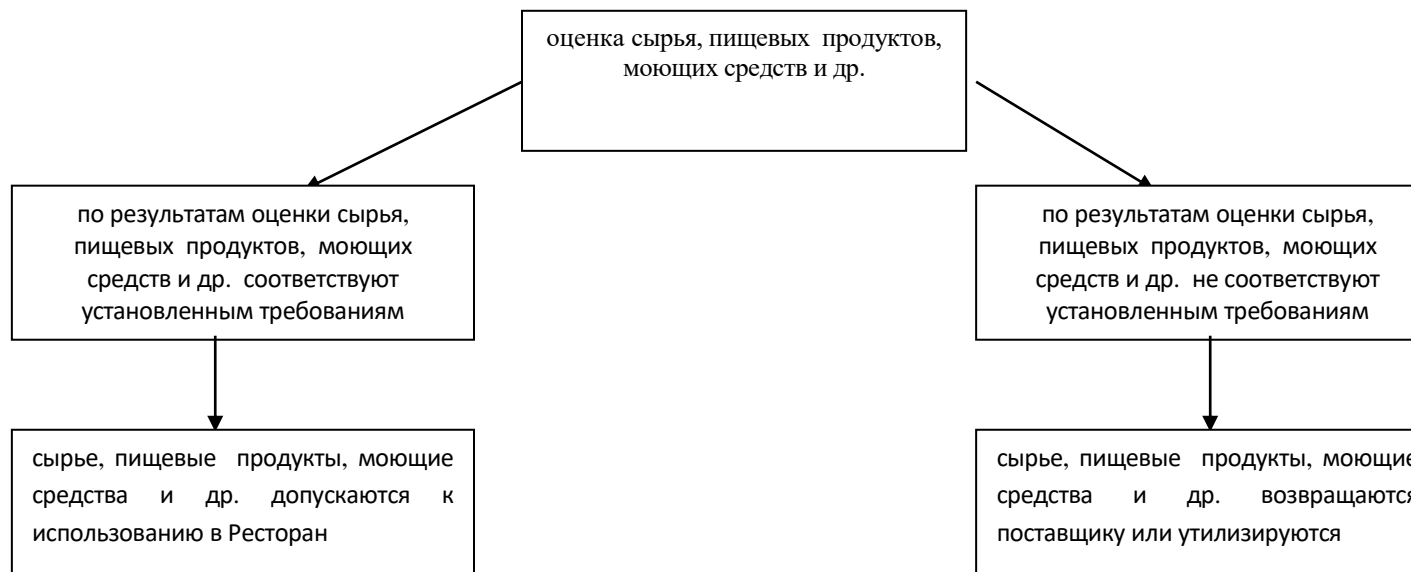 оценка сырья, пищевых продуктов,
моющих средств и др.
по результатам оценки сырья,
пищевых продуктов, моющих
средств и др. соответствуют
установленным требованиям
по результатам оценки сырья,
пищевых продуктов, моющих
средств и др. не соответствуют
установленным требованиям
сырье, пищевые продукты, моющие
средства и др. допускаются к
использованию в Ресторан
сырье, пищевые продукты, моющие
средства и др. возвращаются
поставщику или утилизируются